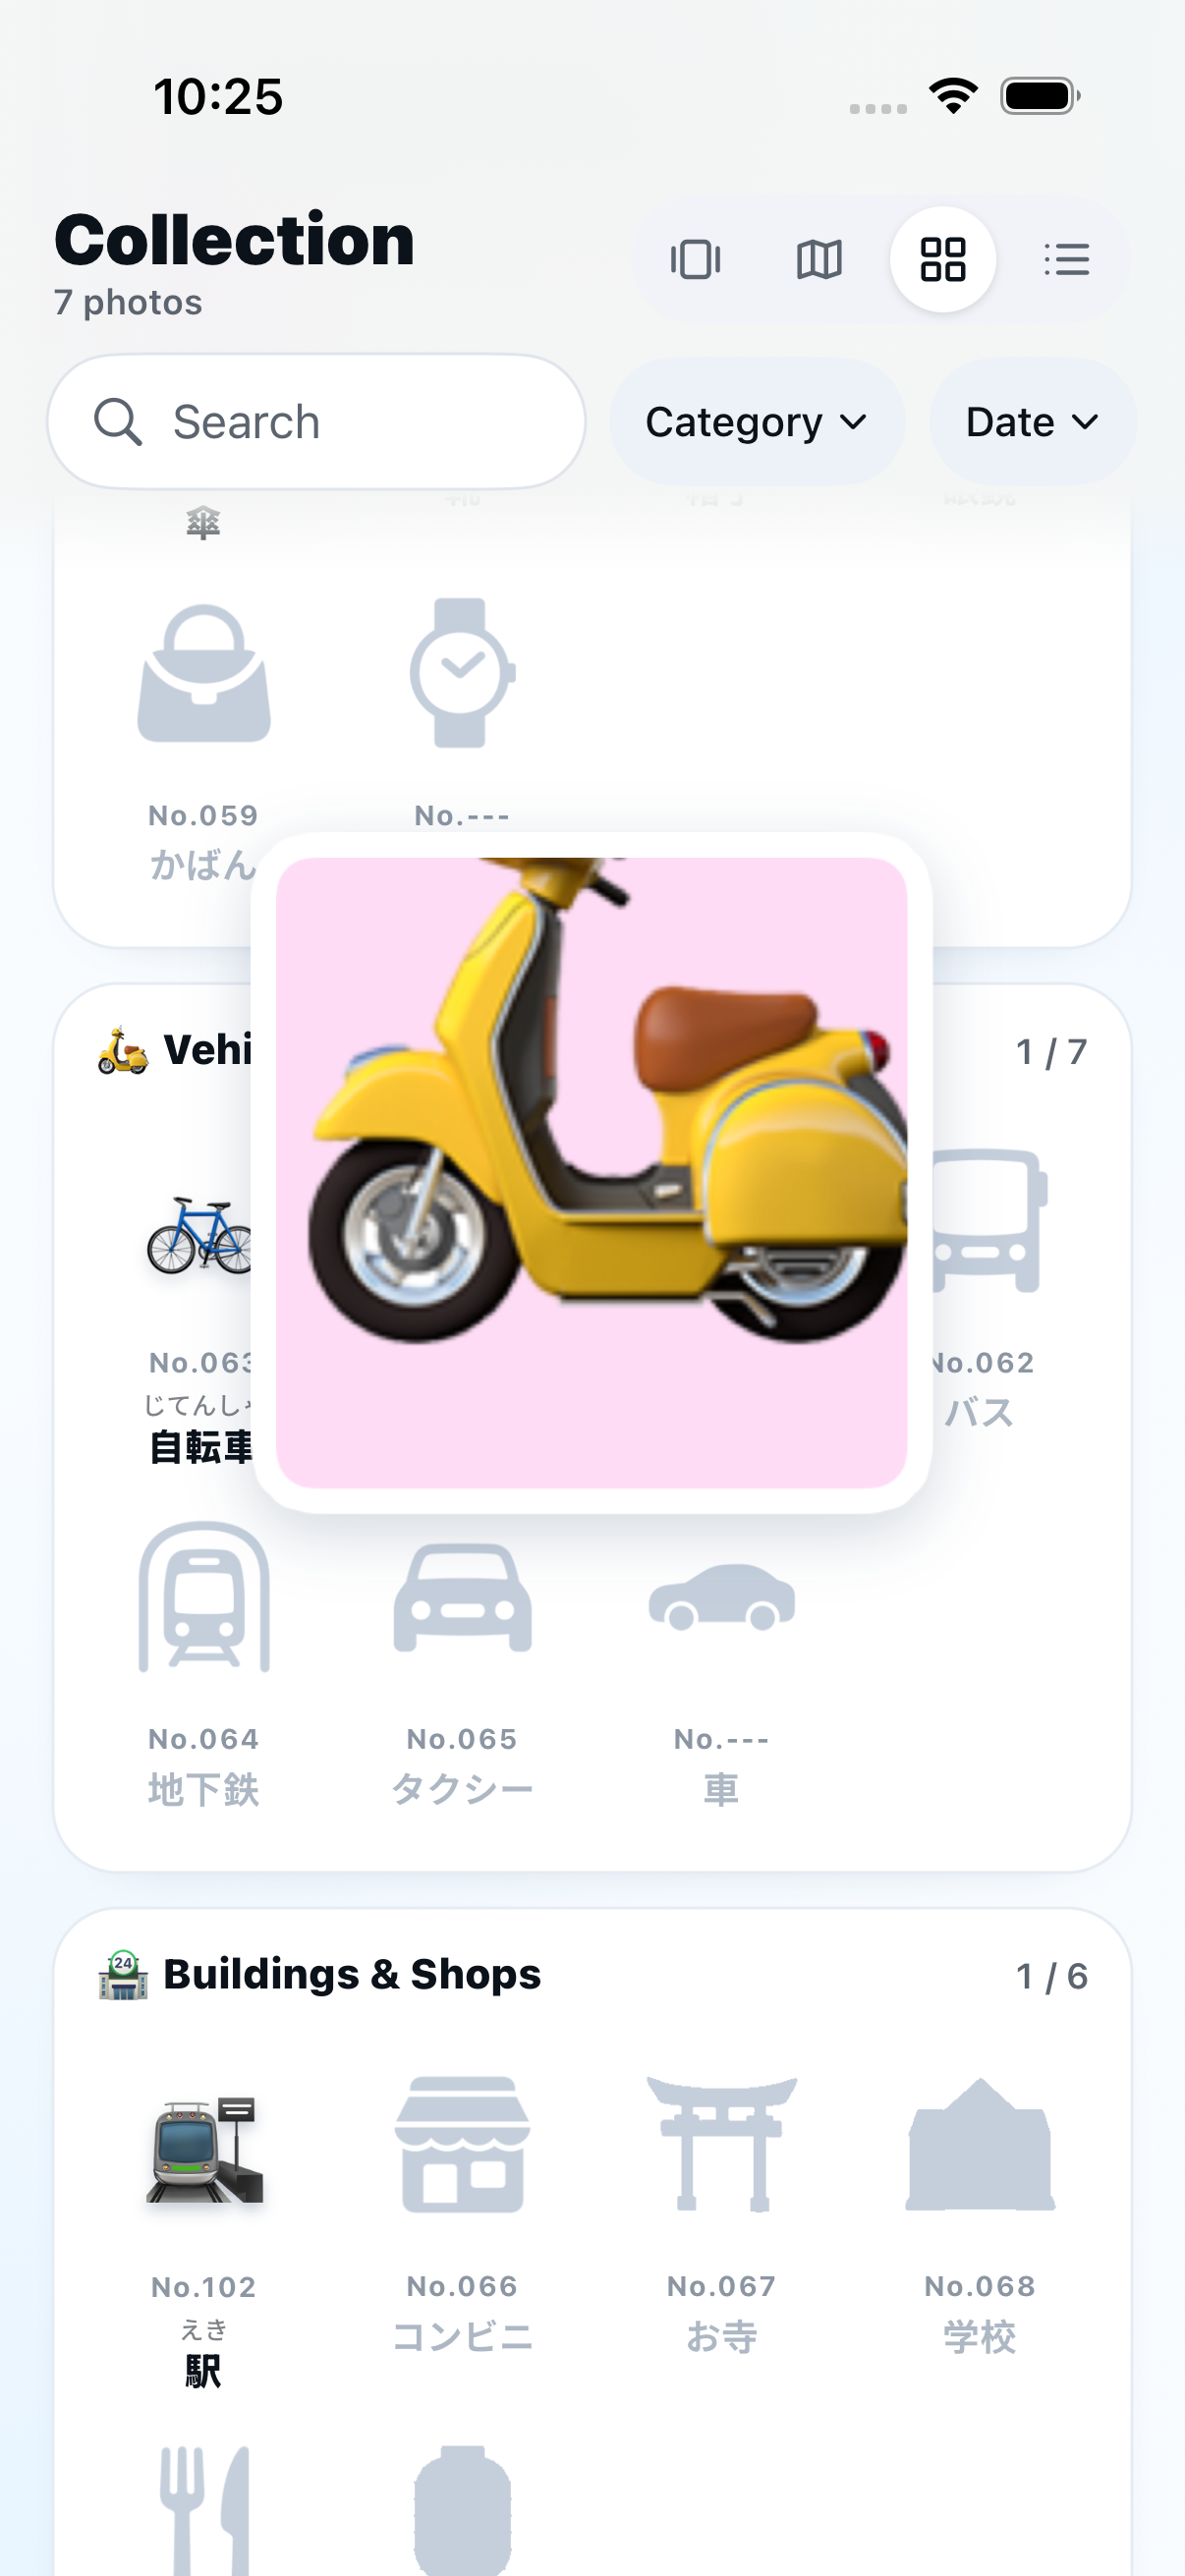 10:25
Collection
7 photos
Search
Category
Date
傘
No.059
No.---
かばん
Vehi
1 / 7
No.063
No.062
じてんし
バス
自転車
No.064
No.065
No.---
地下鉄
タクシー
車
24
Buildings & Shops
1 / 6
No.102
No.066
No.067
No.068
えき
コンビニ
お寺
学校
駅